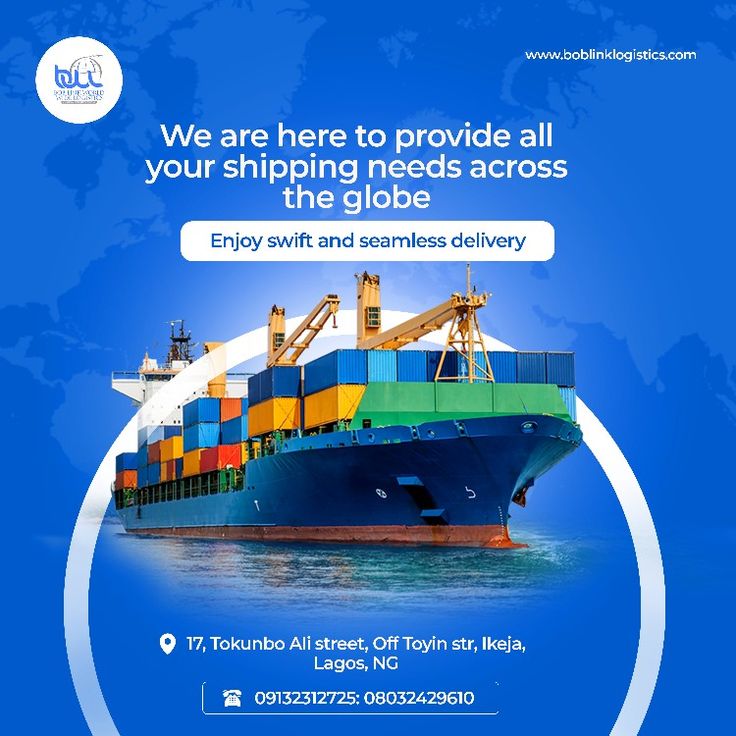 www.boblinklogistics.com
We are here to provide all
your shipping needs across
the globe
Enjoy swift and seamless delivery
17, Tokunbo Ali street, Off Toyin str, Ikeja,
Lagos, NG
09132312725: 08032429610